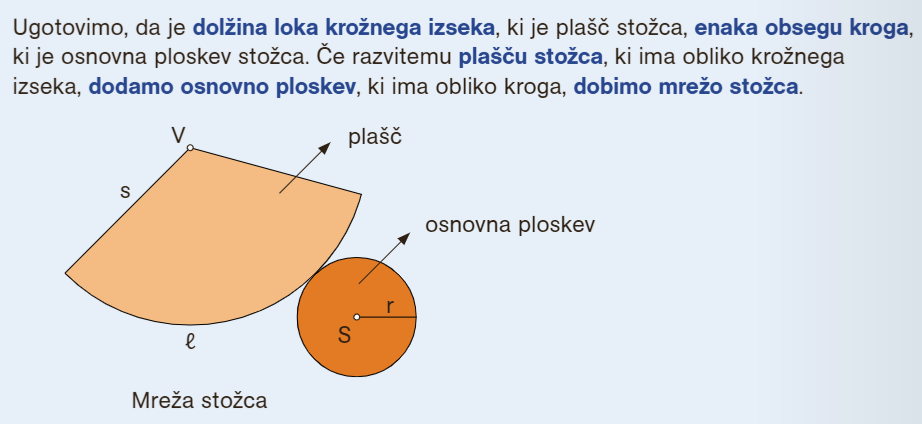 Ugotovimo, da je dolžina loka krožnega izseka, ki je plašč stožca, enaka obsegu kroga,
ki je osnovna ploskev stožca. Če razvitemu plašču stožca, ki ima obliko krožnega
izseka, dodamo osnovno ploskev, ki ima obliko kroga, dobimo mrežo stožca.
V
plašč
s
osnovna ploskev
r
S
ℓ
Mreža stožca